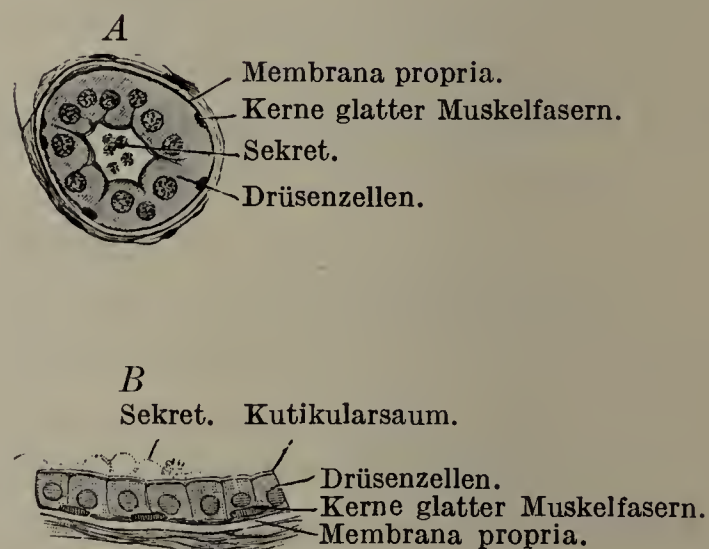 A
Membrana propria.
Kerne glatter Muskelfasern.
Sekret.
Drüsenzellen.
B
Sekret. Kutikularsaum.
Drüsenzellen.
Kerne glatter Muskelfasern.
Membrana propria.